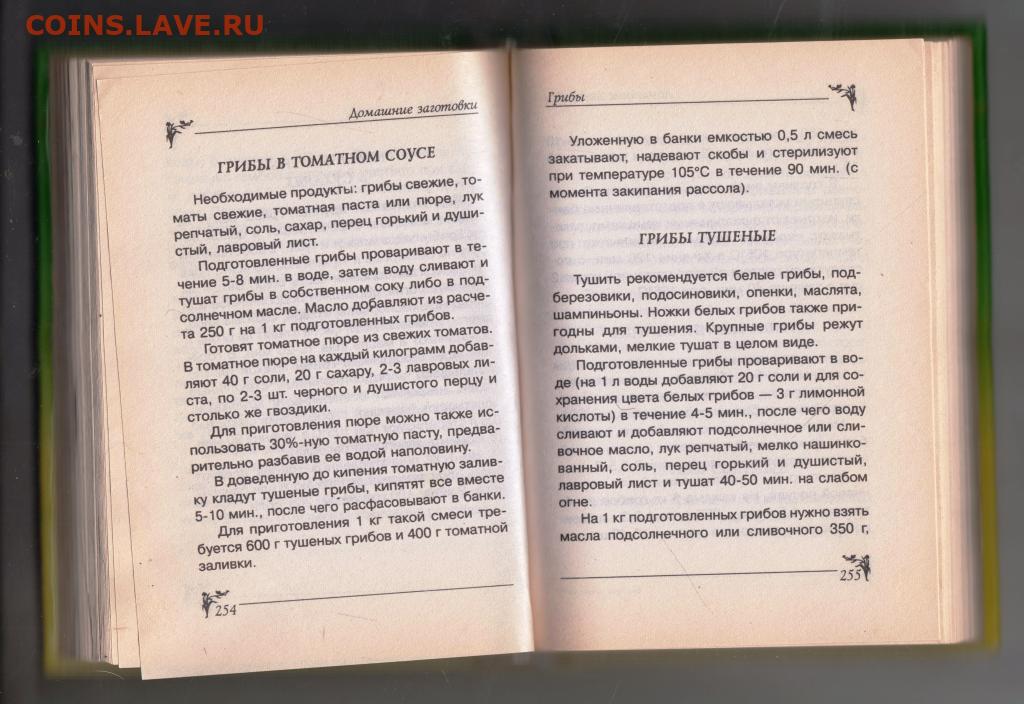 COINS.LAVE.RU
Домашние заготовки
ГРИБЫ В ТОМАТНОМ СОУСЕ
Необходимые продукты: грибы свежие, то-
маты свежие, томатная паста или пюре, лук
репчатый, соль, сахар, перец горький и души-
стый, лавровый лист.
Подготовленные грибы проваривают в те-
чение 5-8 мин. в воде, затем воду сливают и
тушат грибы в собственном соку либо в под-
солнечном масле. Масло добавляют из расче-
та 250 г на 1 кг подготовленных грибов.
Готовят томатное пюре из свежих томатов.
В томатное пюре на каждый килограмм добав-
ляют 40 г соли, 20 г сахару, 2-3 лавровых ли-
ста, по 2-3 шт. черного и душистого перцу и
столько же гвоздики.
Для приготовления пюре можно также ис-
пользовать 30%-ную томатную пасту, предва-
рительно разбавив ее водой наполовину.
В доведенную до кипения томатную залив-
ку кладут тушеные грибы, кипятят все вместе
5-10 мин., после чего расфасовывают в банки.
Для приготовления 1 кг такой смеси тре-
буется 600 г тушеных грибов и 400 г томатной
заливки.
254
Грибы
Уложенную в банки емкостью 0,5 л смесь
закатывают, надевают скобы и стерилизуют
при температуре 105°С в течение 90 мин. (с
момента закипания рассола).
ГРИБЫ ТУШЕНЫЕ
Тушить рекомендуется белые грибы, под-
березовики, подосиновики, опенки, маслята,
шампиньоны. Ножки белых грибов также при-
годны для тушения. Крупные грибы режут
дольками, мелкие тушат в целом виде.
Подготовленные грибы проваривают в во-
де (на 1 л воды добавляют 20 г соли и для со-
хранения цвета белых грибов — 3 г лимонной
кислоты) в течение 4-5 мин., после чего воду
сливают и добавляют подсолнечное или сли-
вочное масло, лук репчатый, мелко нашинко-
ванный, соль, перец горький и душистый,
лавровый лист и тушат 40-50 мин. на слабом
огне.
На 1 кг подготовленных грибов нужно взять
масла подсолнечного или сливочного 350 г,
255